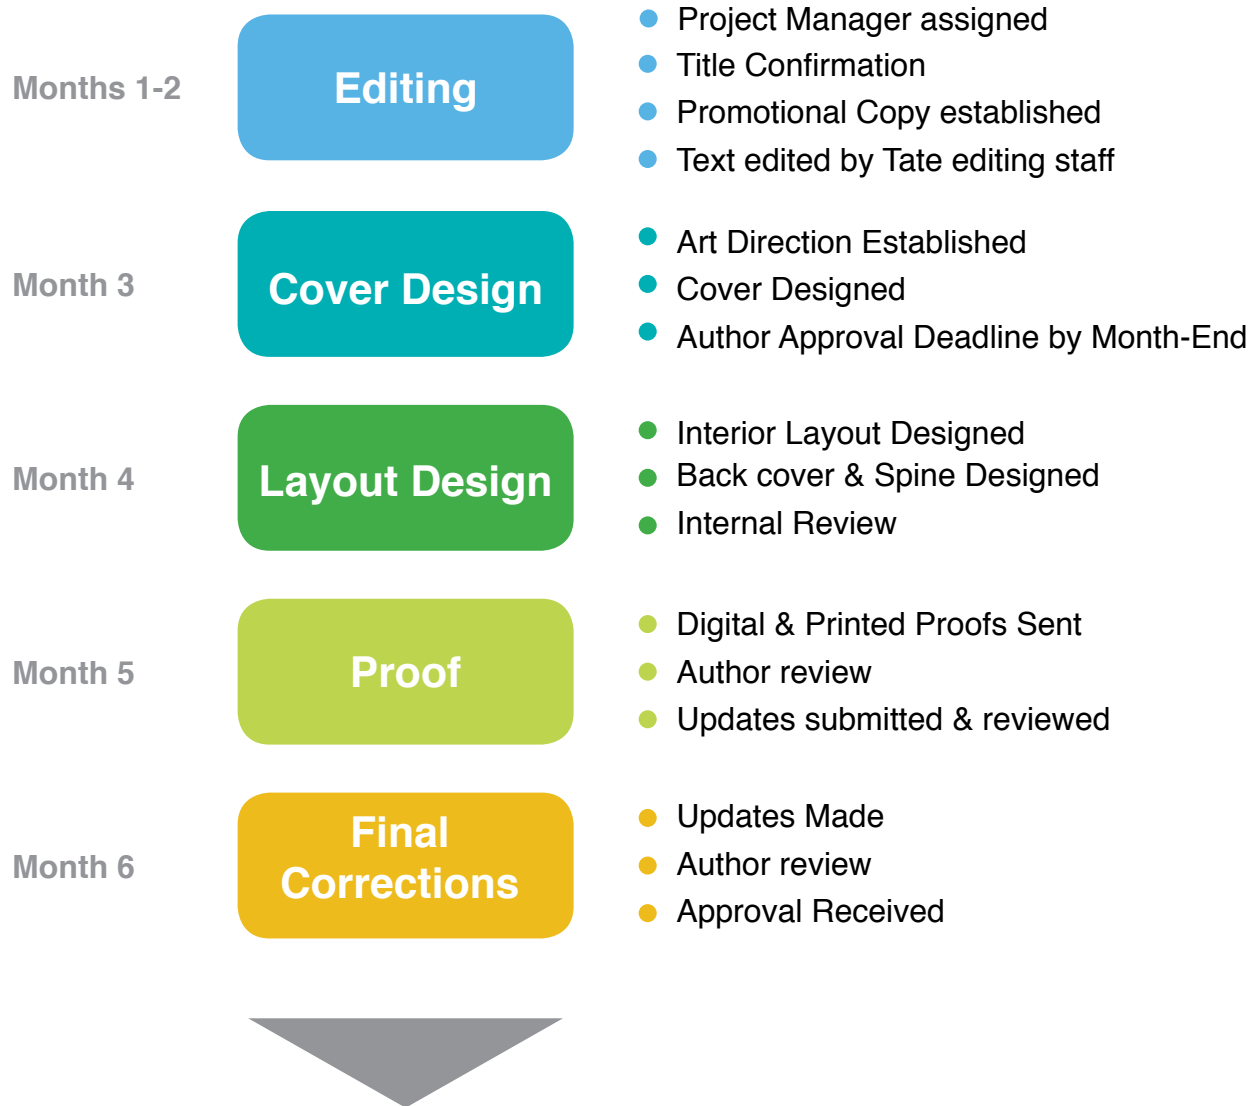 Months 1-2
Editing
Project Manager assigned
Title Confirmation
Promotional Copy established
Text edited by Tate editing staff
Month 3
Cover Design
Art Direction Established
Cover Designed
Author Approval Deadline by Month-End
Month 4
Layout Design
Interior Layout Designed
Back cover & Spine Designed
Internal Review
Month 5
Proof
Digital & Printed Proofs Sent
Author review
Updates submitted & reviewed
Month 6
Final
Corrections
Updates Made
Author review
Approval Received